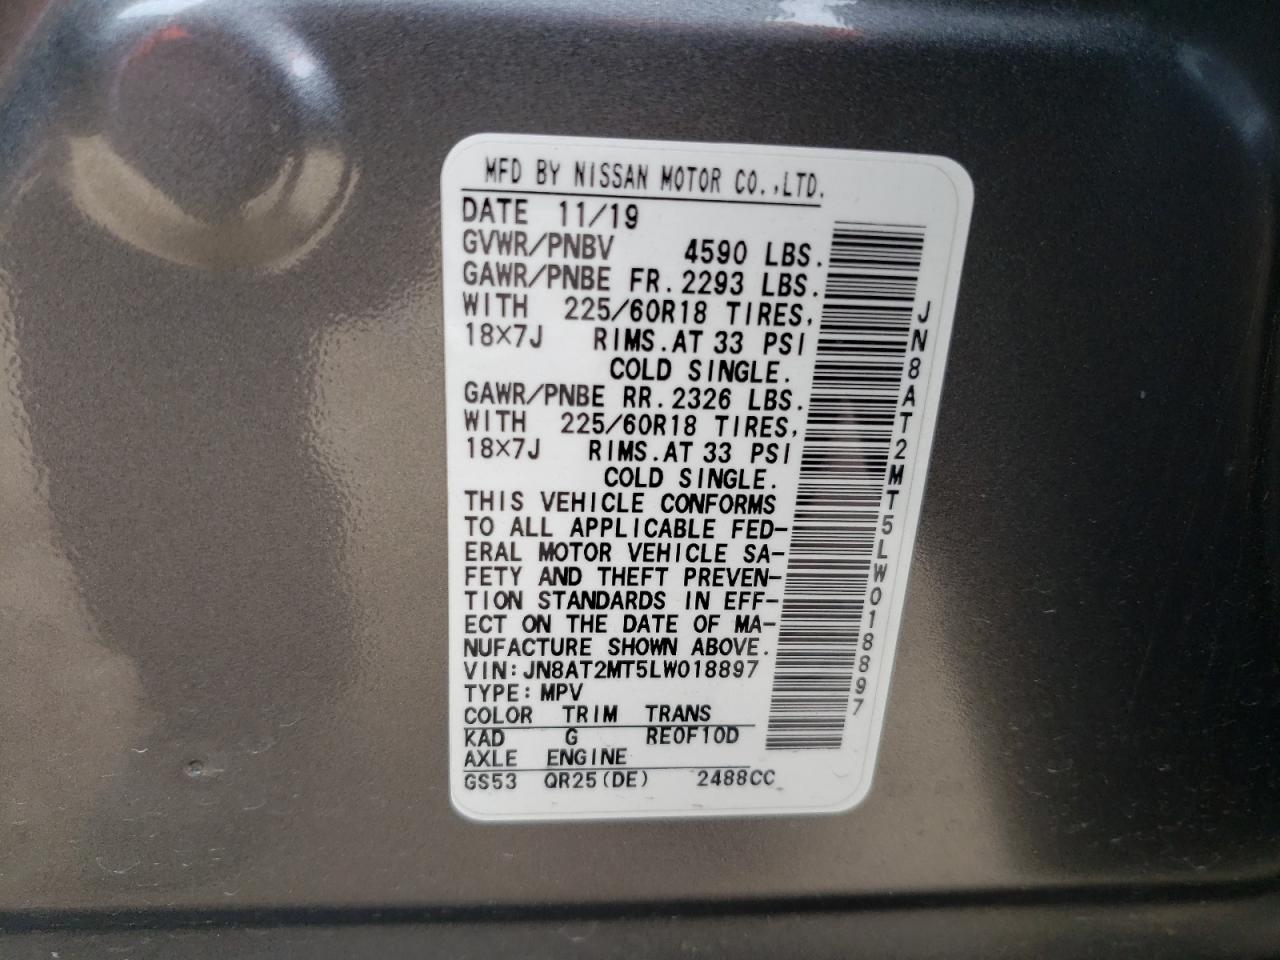 MFD BY NISSAN MOTOR CO.,LTD.
DATE 11/19
GVWR/PNBV 4590 LBS.
GAWR/PNBE FR.2293 LBS.
WITH 225/60R18 TIRES,
18X7J RIMS.AT 33 PSI
COLD SINGLE.
GAWR/PNBE RR.2326 LBS.
WITH 225/60R18 TIRES,
18X7J RIMS.AT 33 PSI
COLD SINGLE.
THIS VEHICLE CONFORMS
TO ALL APPLICABLE FED-
ERAL MOTOR VEHICLE SA-
FETY AND THEFT PREVEN-
TION STANDARDS IN EFF-
ECT ON THE DATE OF MA-
NUFACTURE SHOWN ABOVE.
VIN:JN8AT2MT5LW018897
TYPE:MPV
COLOR TRIM TRANS
KAD G RE0F10D
AXLE ENGINE
GS53 QR25(DE) 2488CC
JN8AT2MT5LW018897